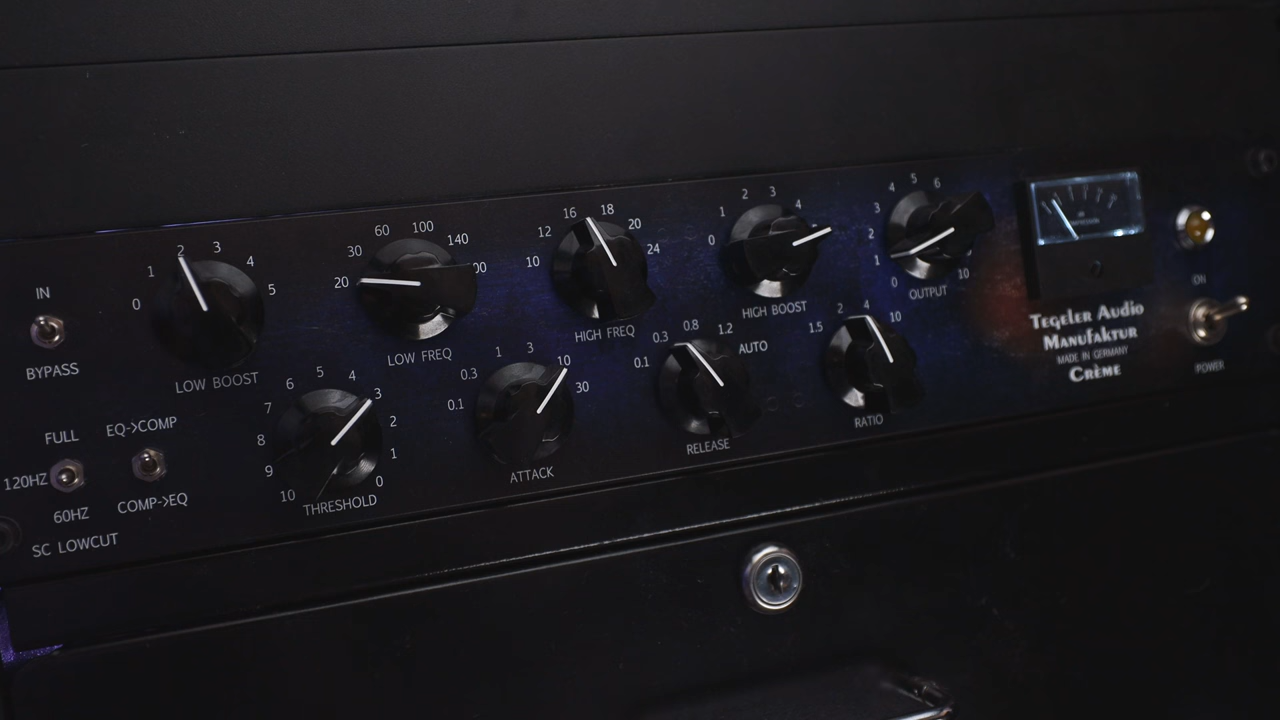 IN
BYPASS
FULL
120HZ
60HZ
SC LOWCUT
EQ->COMP
COMP->EQ
0 1 2 3 4 5
LOW BOOST
20 30 60 100 140 00
LOW FREQ
10 12 16 18 20 24
HIGH FREQ
0 1 2 3 4
HIGH BOOST
0 1 2 3 4 5 6 10
OUTPUT
10 9 8 7 6 5 4 3 2 1 0
THRESHOLD
0.1 0.3 1 3 10 30
ATTACK
0.1 0.3 0.8 1.2 AUTO
RELEASE
1.5 2 4 10
RATIO
Tegeler Audio
Manufaktur
MADE IN GERMANY
Crème
ON
POWER